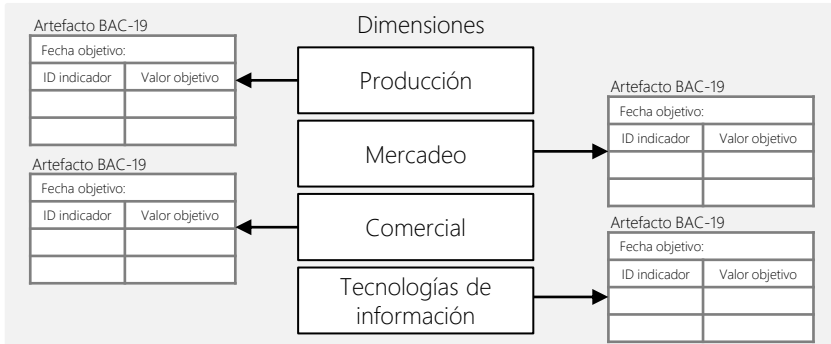 Dimensiones
Artefacto BAC-19
Fecha objetivo:
ID indicador
Valor objetivo
Producción
Artefacto BAC-19
Fecha objetivo:
ID indicador
Valor objetivo
Mercadeo
Artefacto BAC-19
Fecha objetivo:
ID indicador
Valor objetivo
Comercial
Artefacto BAC-19
Fecha objetivo:
ID indicador
Valor objetivo
Tecnologías de
información